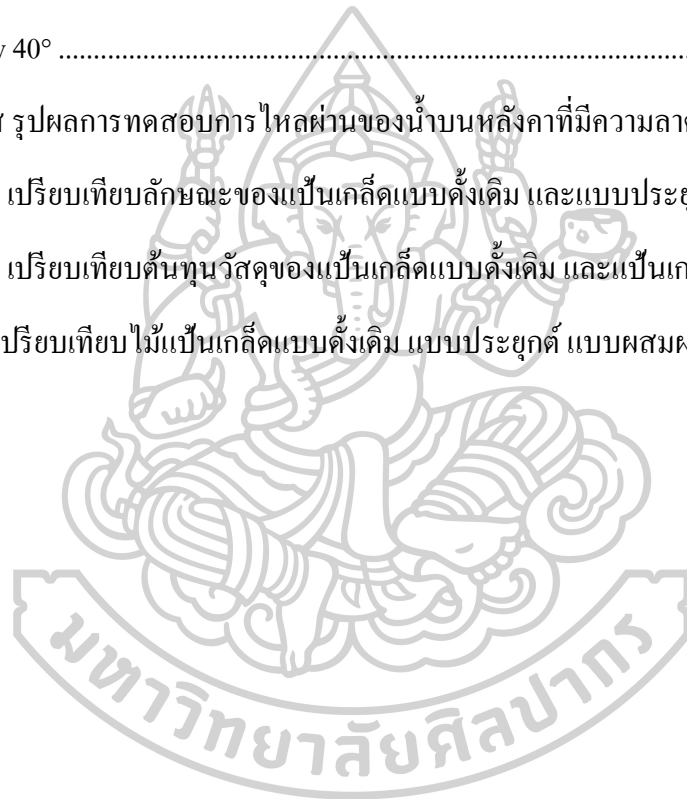 40° ................................................................................
รุปผลการทดสอบการไหลผ่านของน้ำบนหลังคาที่มีความลาด
เปรียบเทียบลักษณะของแป้นเกล็ดแบบดั้งเดิม และแบบประยุ
เปรียบเทียบต้นทุนวัสดุของแป้นเกล็ดแบบดั้งเดิม และแป้นเก
ปรียบเทียบไม้แป้นเกล็ดแบบดั้งเดิม แบบประยุกต์ แบบผสมผ
มหาวิทยาลัยศิลปากร